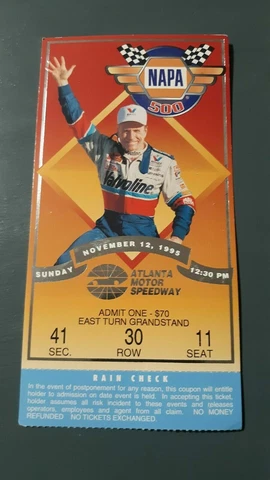 NAPA
500
Valvoline
SUNDAY NOVEMBER 12, 1995 12:30 PM
ATLANTA
MOTOR
SPEEDWAY
ADMIT ONE - $70
EAST TURN GRANDSTAND
41 30 11
SEC. ROW SEAT
RAIN CHECK
In the event of postponement for any reason, this coupon will entitle
holder to admission on date event is held. In accepting this ticket,
holder assumes all risk incident to these events and releases
operators, employees and agent from all claim. NO MONEY
REFUNDED NO TICKETS EXCHANGED.